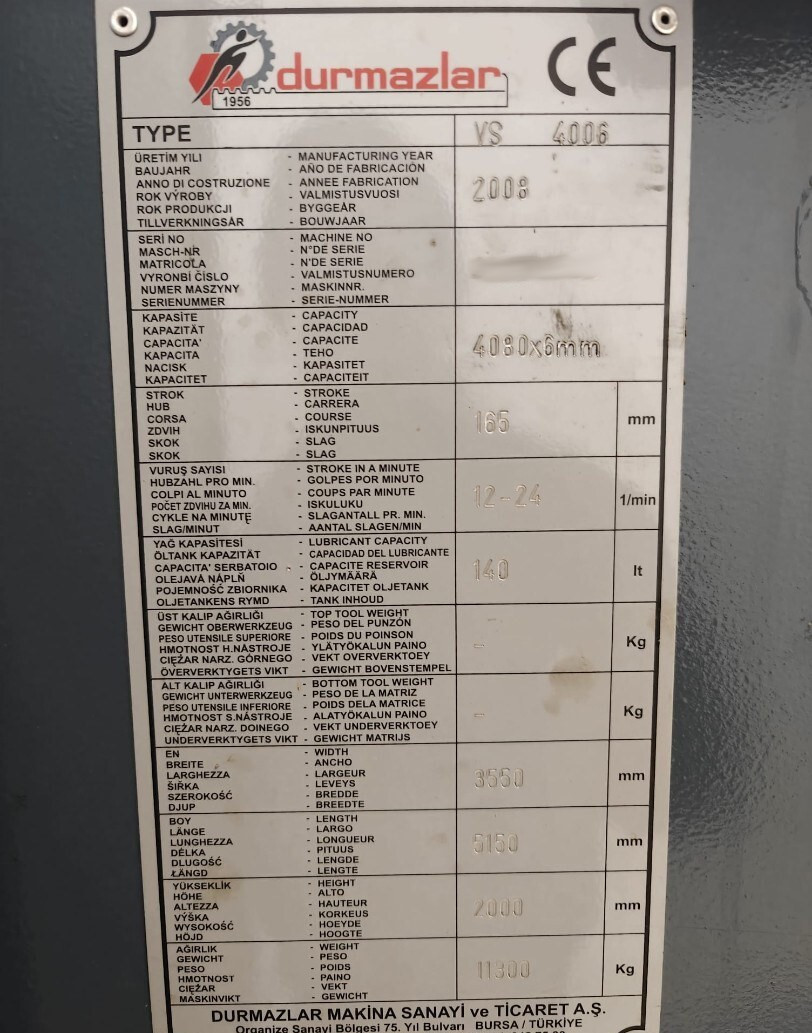 durmazlar CE
1956
TYPE VS 4006
ÜRETİM YILI - MANUFACTURING YEAR
BAUJAHR - AÑO DE FABRICACIÓN
ANNO DI COSTRUZIONE - ANNEE FABRICATION
ROK VÝROBY - VALMISTUSVUOSI
ROK PRODUKCJI - BYGGEÅR
TILLVERKNINGSÅR - BOUWJAAR
2008
SERİ NO - MACHINE NO
MASCH-NR - N°DE SERIE
MATRICOLA - N'DE SERIE
VYRONBÍ ČÍSLO - VALMISTUSNUMERO
NUMER MASZYNY - MASKINNR.
SERIENUMMER - SERIE-NUMMER
KAPASİTE - CAPACITY
KAPAZITÄT - CAPACIDAD
CAPACITA' - CAPACITE
KAPACITA - TEHO
NACISK - KAPASITET
KAPACITET - CAPACITEIT
4080x6mm
STROK - STROKE
HUB - CARRERA
CORSA - COURSE
ZDVIH - ISKUNPITUUS
SKOK - SLAG
SKOK - SLAG
165 mm
VURUŞ SAYISI - STROKE IN A MINUTE
HUBZAHL PRO MIN. - GOLPES POR MINUTO
COLPI AL MINUTO - COUPS PAR MINUTE
POČET ZDVIHU ZA MIN. - ISKULUKU
CYKLE NA MINUTĘ - SLAGANTALL PR. MIN.
SLAG/MINUT - AANTAL SLAGEN/MIN
12-24 1/min
YAĞ KAPASİTESİ - LUBRICANT CAPACITY
ÖLTANK KAPAZITÄT - CAPACIDAD DEL LUBRICANTE
CAPACITA' SERBATOIO - CAPACITE RESERVOIR
OLEJAVÁ NÁPLŇ - ÖLJYMÄÄRÄ
POJEMNOŚĆ ZBIORNIKA - KAPACITET OLJETANK
OLJETANKENS RYMD - TANK INHOUD
140 lt
ÜST KALIP AĞIRLIĞI - TOP TOOL WEIGHT
GEWICHT OBERWERKZEUG - PESO DEL PUNZÓN
PESO UTENSILE SUPERIORE - POIDS DU POINSON
HMOTNOST H.NÁSTROJE - YLÄTYÖKALUN PAINO
CIĘŻAR NARZ. GÓRNEGO - VEKT OVERVERKTOEY
ÖVERVERKTYGETS VIKT - GEWICHT BOVENSTEMPEL
- Kg
ALT KALIP AĞIRLIĞI - BOTTOM TOOL WEIGHT
GEWICHT UNTERWERKZEUG - PESO DE LA MATRIZ
PESO UTENSILE INFERIORE - POIDS DELA MATRICE
HMOTNOST S.NÁSTROJE - ALATYÖKALUN PAINO
CIĘŻAR NARZ. DOINEGO - VEKT UNDERVERKTOEY
UNDERVERKTYGETS VIKT - GEWICHT MATRIJS
- Kg
EN - WIDTH
BREITE - ANCHO
LARGHEZZA - LARGEUR
ŠIŘKA - LEVEYS
SZEROKOŚĆ - BREDDE
DJUP - BREEDTE
3550 mm
BOY - LENGTH
LÄNGE - LARGO
LUNGHEZZA - LONGUEUR
DÉLKA - PITUUS
DLUGOŚĆ - LENGDE
LÄNGD - LENGTE
5150 mm
YÜKSEKLİK - HEIGHT
HÖHE - ALTO
ALTEZZA - HAUTEUR
VÝŠKA - KORKEUS
WYSOKOŚĆ - HOEYDE
HÖJD - HOOGTE
2000 mm
AĞIRLIK - WEIGHT
GEWICHT - PESO
PESO - POIDS
HMOTNOST - PAINO
CIĘŻAR - VEKT
MASKINVIKT - GEWICHT
11300 Kg
DURMAZLAR MAKİNA SANAYİ ve TİCARET A.Ş.
Organize Sanayi Bölgesi 75. Yıl Bulvarı BURSA / TÜRKİYE